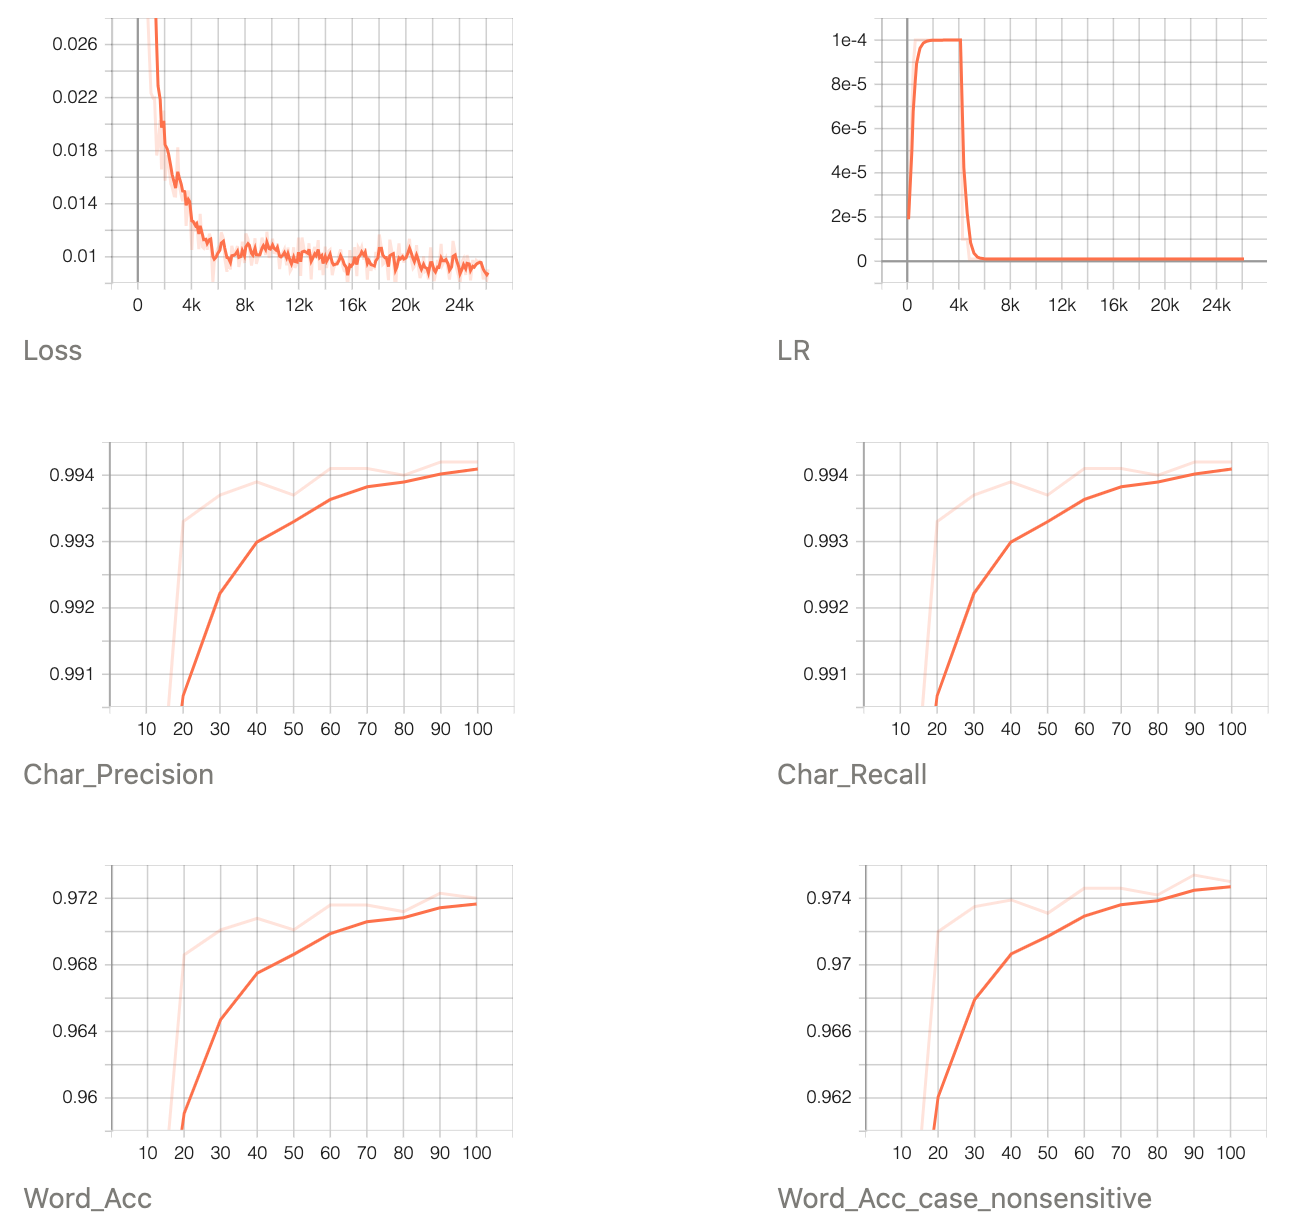 0.026
0.022
0.018
0.014
0.01
0 4k 8k 12k 16k 20k 24k
Loss
1e-4
8e-5
6e-5
4e-5
2e-5
0
0 4k 8k 12k 16k 20k 24k
LR
0.994
0.993
0.992
0.991
10 20 30 40 50 60 70 80 90 100
Char_Precision
0.994
0.993
0.992
0.991
10 20 30 40 50 60 70 80 90 100
Char_Recall
0.972
0.968
0.964
0.96
10 20 30 40 50 60 70 80 90 100
Word_Acc
0.974
0.97
0.966
0.962
10 20 30 40 50 60 70 80 90 100
Word_Acc_case_nonsensitive